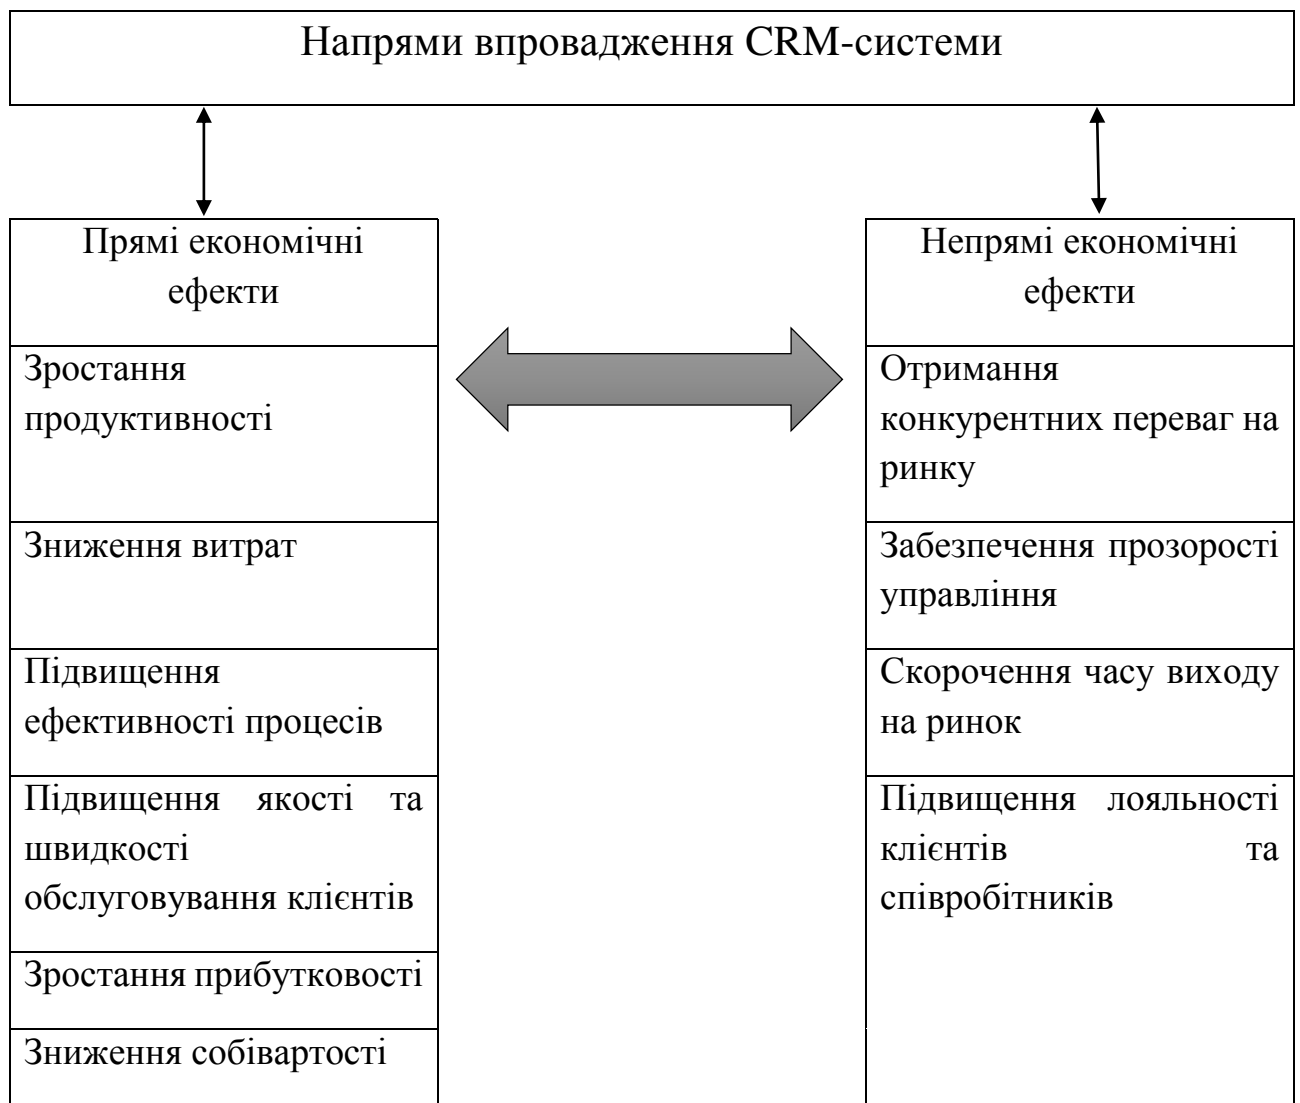 Напрями впровадження CRM-системи
Прямі економічні
ефекти
Зростання
продуктивності
Зниження витрат
Підвищення
ефективності процесів
Підвищення якості та
швидкості
обслуговування клієнтів
Зростання прибутковості
Зниження собівартості
Непрямі економічні
ефекти
Отримання
конкурентних переваг на
ринку
Забезпечення прозорості
управління
Скорочення часу виходу
на ринок
Підвищення лояльності
клієнтів та
співробітників